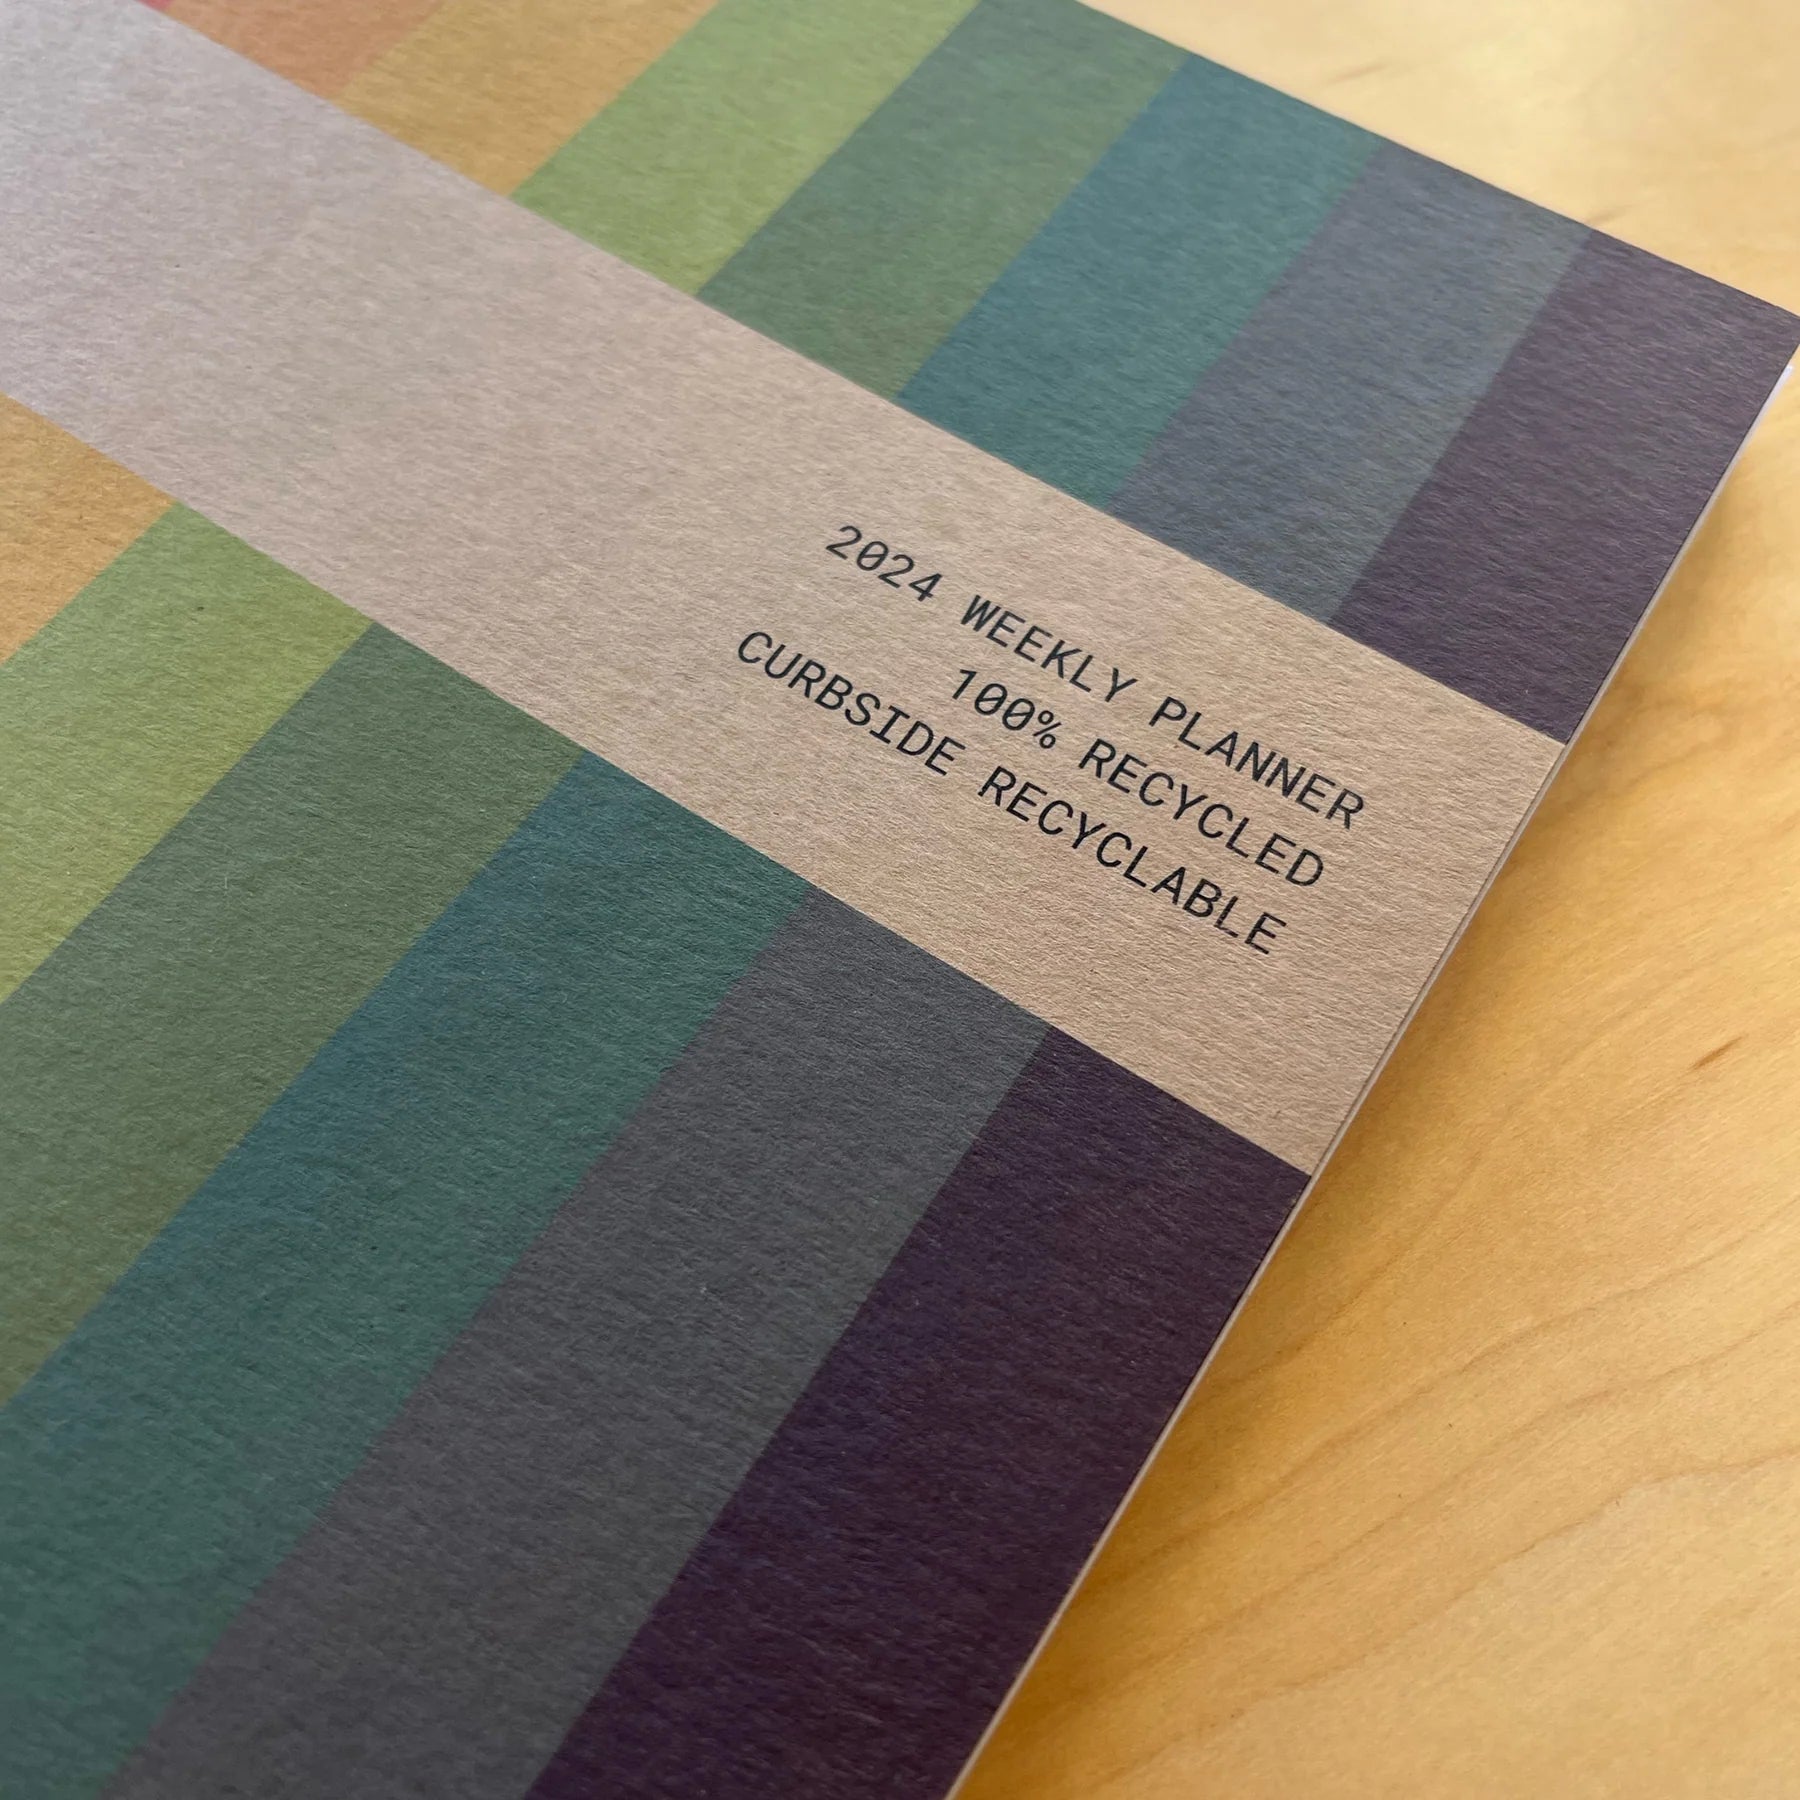 2024 WEEKLY PLANNER
100% RECYCLED
CURBSIDE RECYCLABLE